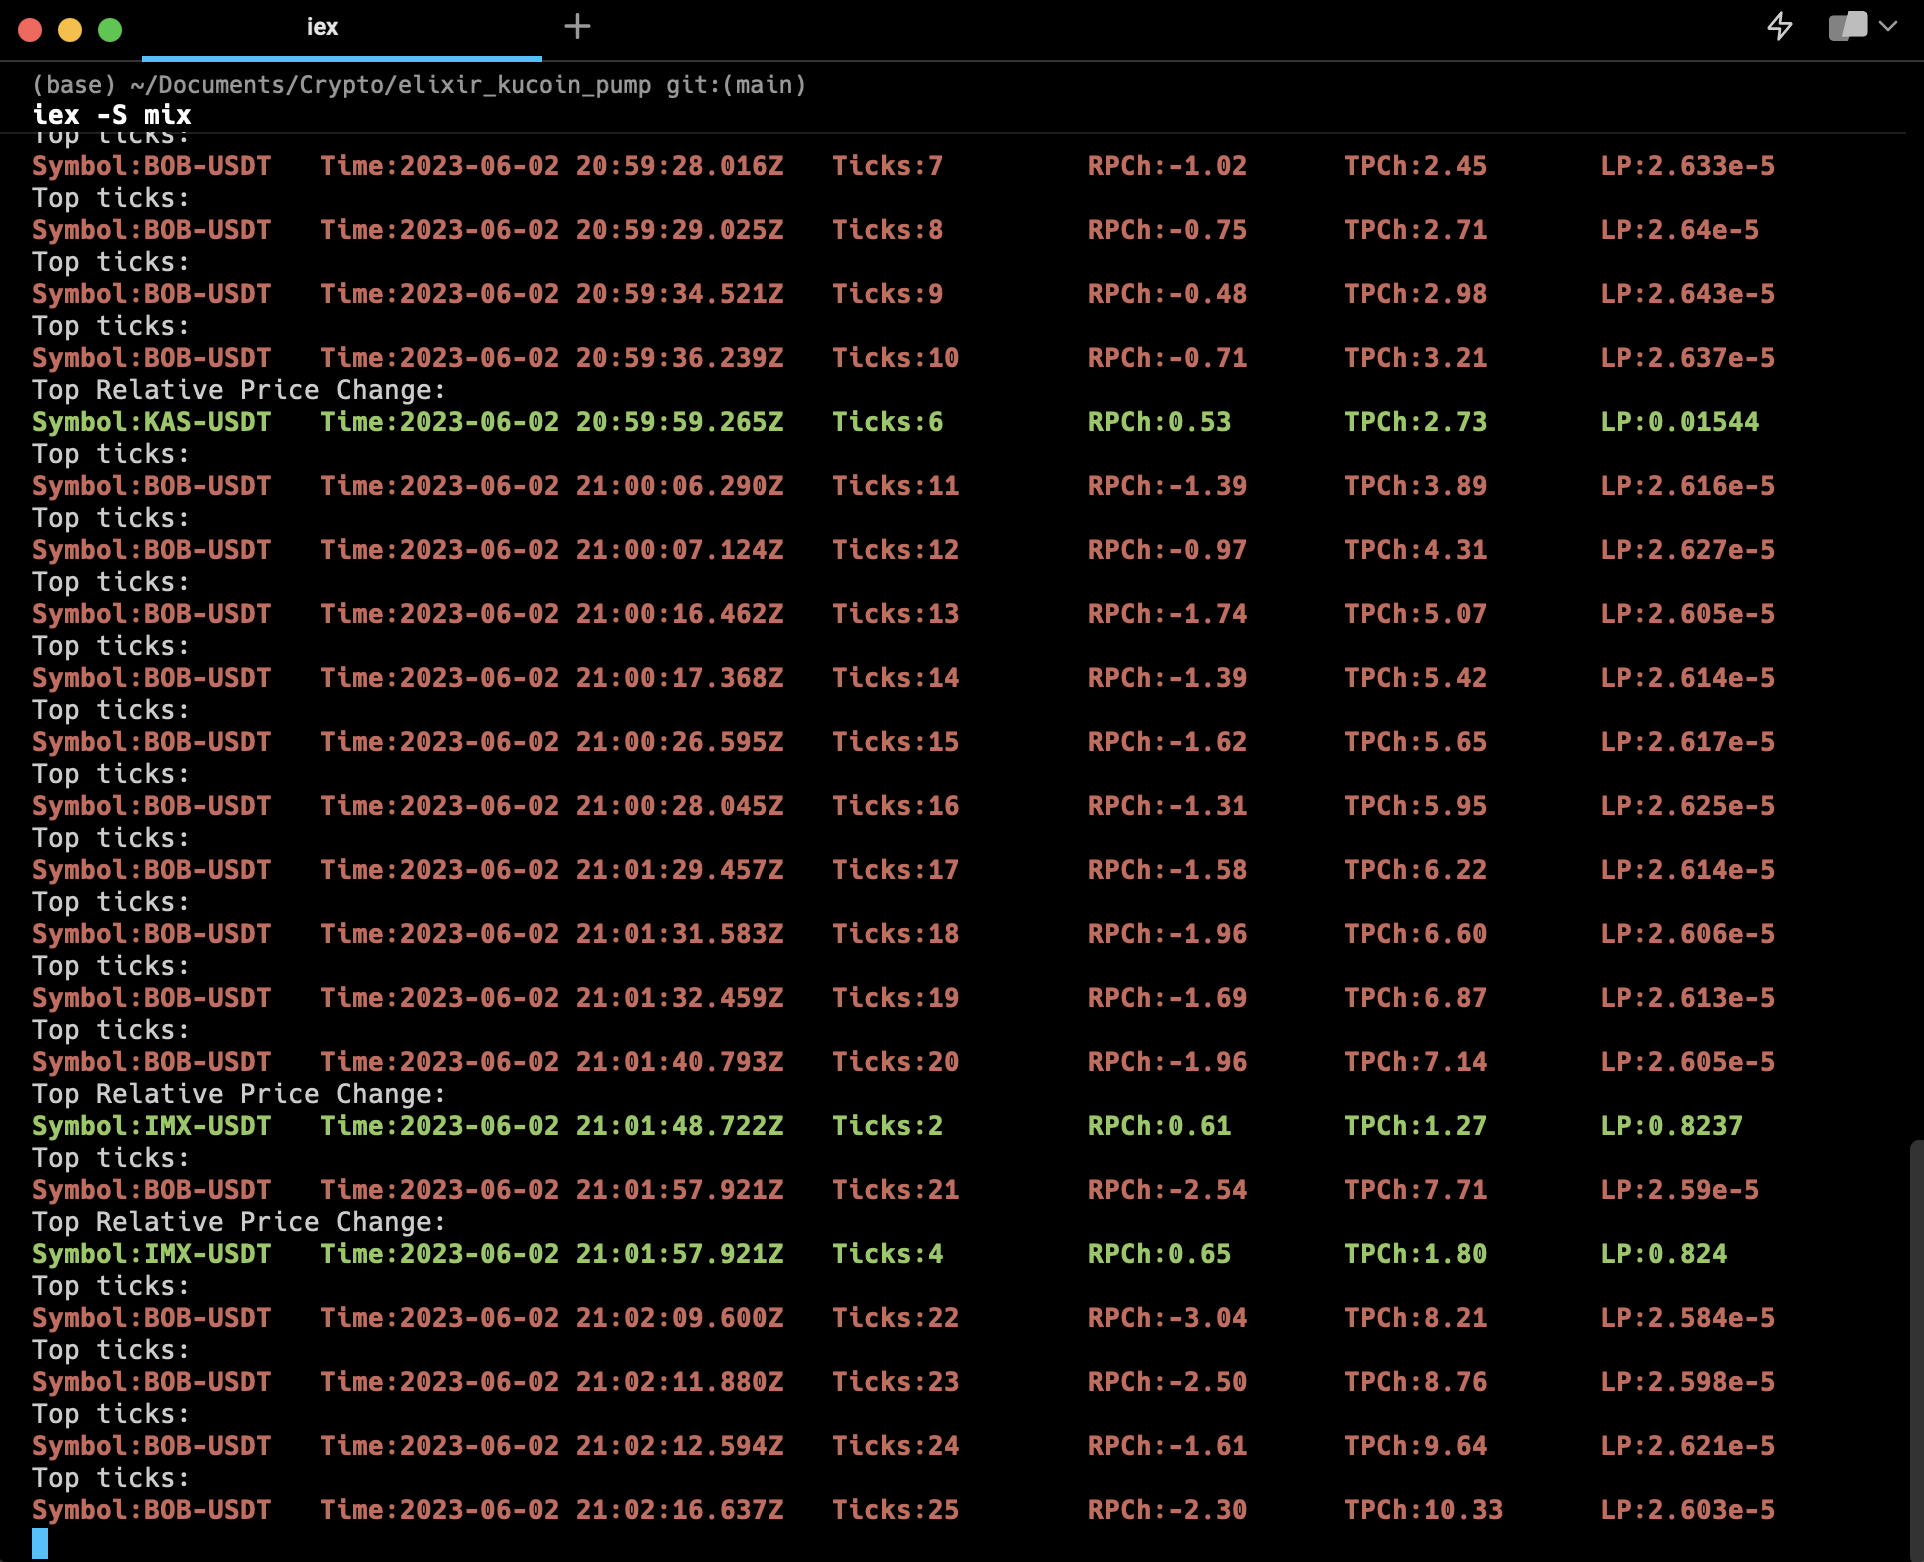 iex
(base) ~/Documents/Crypto/elixir_kucoin_pump git:(main)
iex -S mix
Top ticks:
Symbol:BOB-USDT Time:2023-06-02 20:59:28.016Z Ticks:7 RPCh:-1.02 TPCh:2.45 LP:2.633e-5
Top ticks:
Symbol:BOB-USDT Time:2023-06-02 20:59:29.025Z Ticks:8 RPCh:-0.75 TPCh:2.71 LP:2.64e-5
Top ticks:
Symbol:BOB-USDT Time:2023-06-02 20:59:34.521Z Ticks:9 RPCh:-0.48 TPCh:2.98 LP:2.643e-5
Top ticks:
Symbol:BOB-USDT Time:2023-06-02 20:59:36.239Z Ticks:10 RPCh:-0.71 TPCh:3.21 LP:2.637e-5
Top Relative Price Change:
Symbol:KAS-USDT Time:2023-06-02 20:59:59.265Z Ticks:6 RPCh:0.53 TPCh:2.73 LP:0.01544
Top ticks:
Symbol:BOB-USDT Time:2023-06-02 21:00:06.290Z Ticks:11 RPCh:-1.39 TPCh:3.89 LP:2.616e-5
Top ticks:
Symbol:BOB-USDT Time:2023-06-02 21:00:07.124Z Ticks:12 RPCh:-0.97 TPCh:4.31 LP:2.627e-5
Top ticks:
Symbol:BOB-USDT Time:2023-06-02 21:00:16.462Z Ticks:13 RPCh:-1.74 TPCh:5.07 LP:2.605e-5
Top ticks:
Symbol:BOB-USDT Time:2023-06-02 21:00:17.368Z Ticks:14 RPCh:-1.39 TPCh:5.42 LP:2.614e-5
Top ticks:
Symbol:BOB-USDT Time:2023-06-02 21:00:26.595Z Ticks:15 RPCh:-1.62 TPCh:5.65 LP:2.617e-5
Top ticks:
Symbol:BOB-USDT Time:2023-06-02 21:00:28.045Z Ticks:16 RPCh:-1.31 TPCh:5.95 LP:2.625e-5
Top ticks:
Symbol:BOB-USDT Time:2023-06-02 21:01:29.457Z Ticks:17 RPCh:-1.58 TPCh:6.22 LP:2.614e-5
Top ticks:
Symbol:BOB-USDT Time:2023-06-02 21:01:31.583Z Ticks:18 RPCh:-1.96 TPCh:6.60 LP:2.606e-5
Top ticks:
Symbol:BOB-USDT Time:2023-06-02 21:01:32.459Z Ticks:19 RPCh:-1.69 TPCh:6.87 LP:2.613e-5
Top ticks:
Symbol:BOB-USDT Time:2023-06-02 21:01:40.793Z Ticks:20 RPCh:-1.96 TPCh:7.14 LP:2.605e-5
Top Relative Price Change:
Symbol:IMX-USDT Time:2023-06-02 21:01:48.722Z Ticks:2 RPCh:0.61 TPCh:1.27 LP:0.8237
Top ticks:
Symbol:BOB-USDT Time:2023-06-02 21:01:57.921Z Ticks:21 RPCh:-2.54 TPCh:7.71 LP:2.59e-5
Top Relative Price Change:
Symbol:IMX-USDT Time:2023-06-02 21:01:57.921Z Ticks:4 RPCh:0.65 TPCh:1.80 LP:0.824
Top ticks:
Symbol:BOB-USDT Time:2023-06-02 21:02:09.600Z Ticks:22 RPCh:-3.04 TPCh:8.21 LP:2.584e-5
Top ticks:
Symbol:BOB-USDT Time:2023-06-02 21:02:11.880Z Ticks:23 RPCh:-2.50 TPCh:8.76 LP:2.598e-5
Top ticks:
Symbol:BOB-USDT Time:2023-06-02 21:02:12.594Z Ticks:24 RPCh:-1.61 TPCh:9.64 LP:2.621e-5
Top ticks:
Symbol:BOB-USDT Time:2023-06-02 21:02:16.637Z Ticks:25 RPCh:-2.30 TPCh:10.33 LP:2.603e-5